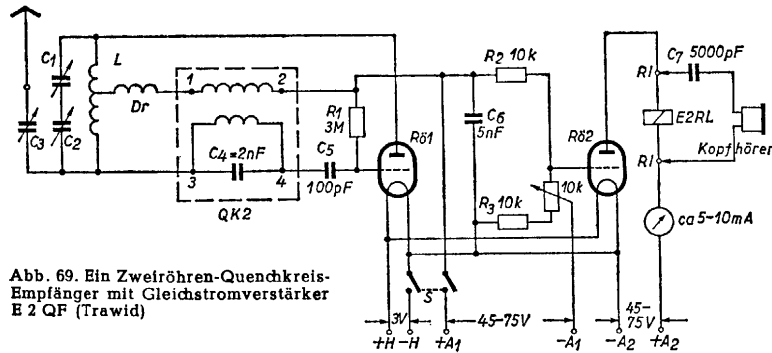 C1
L
Dr
C3
C2
1
2
C4=2nF
3
4
QK2
C5
100pF
R1
3M
Rö1
C6
5nF
R2 10k
R3 10k
10k
Rö2
C7 5000pF
Rl
E2RL
Rl
Kopfhörer
ca 5-10mA
S
3V
45-75V
45-
75V
+H -H +A1 -A1 -A2 +A2
Abb. 69. Ein Zweiröhren-Quenchkreis-
Empfänger mit Gleichstromverstärker
E 2 QF (Trawid)